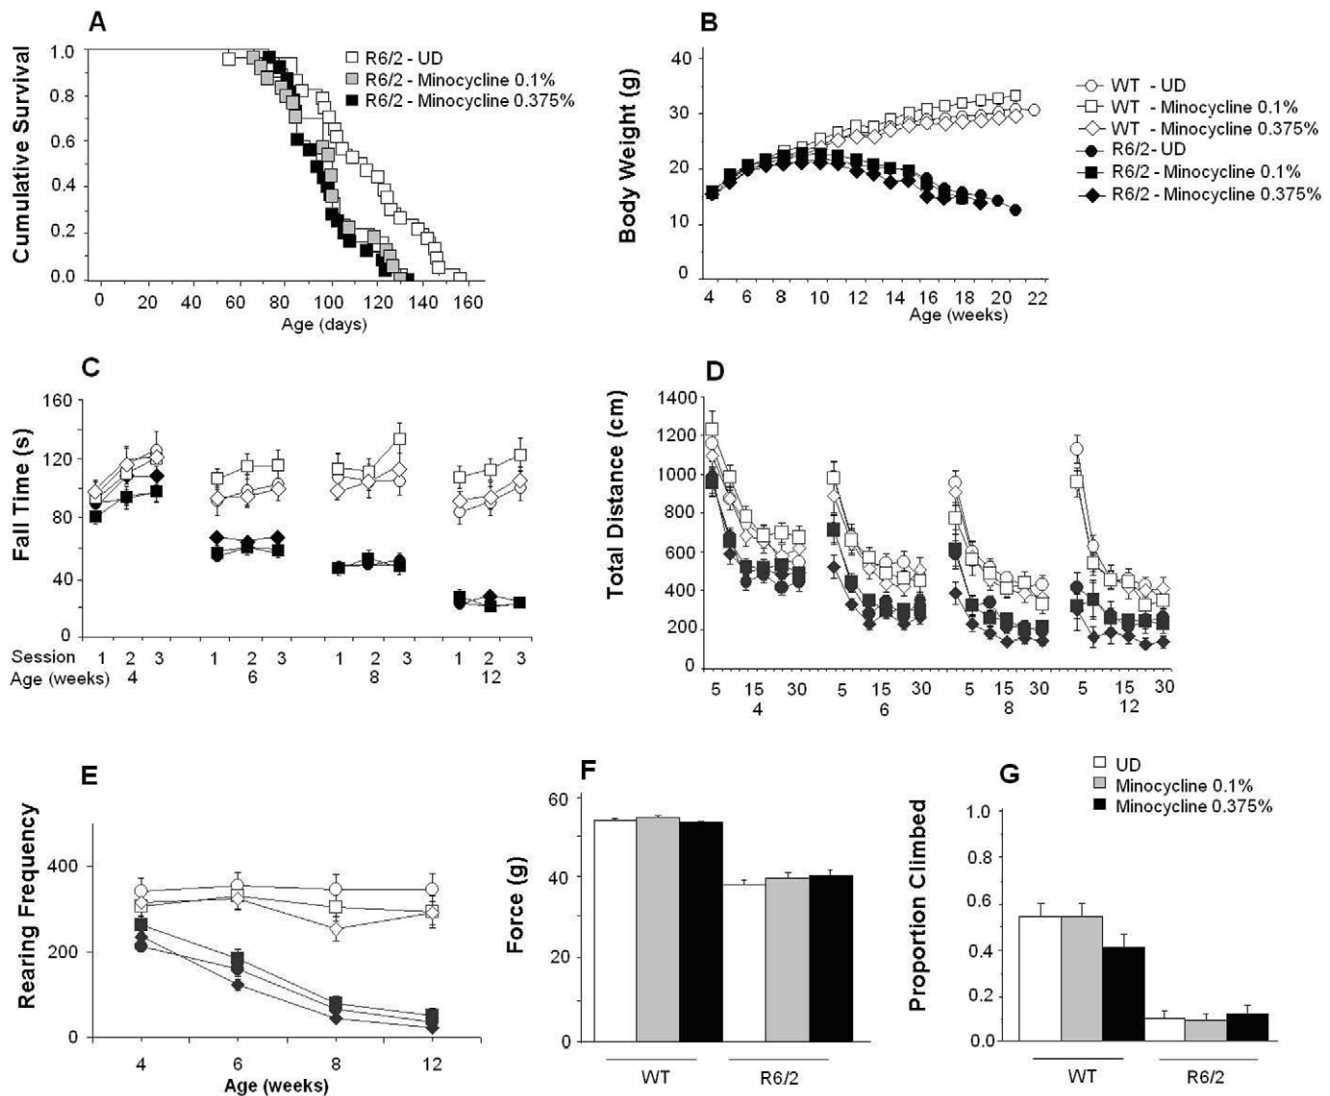 A
Cumulative Survival
1.0
0.8
0.6
0.4
0.2
0.0
0 20 40 60 80 100 120 140 160
Age (days)
R6/2 - UD
R6/2 - Minocycline 0.1%
R6/2 - Minocycline 0.375%
B
Body Weight (g)
40
30
20
10
0
4 6 8 10 12 14 16 18 20 22
Age (weeks)
WT - UD
WT - Minocycline 0.1%
WT - Minocycline 0.375%
R6/2- UD
R6/2 - Minocycline 0.1%
R6/2 - Minocycline 0.375%
C
Fall Time (s)
160
120
80
40
0
Session 1 2 3 1 2 3 1 2 3 1 2 3
Age (weeks) 4 6 8 12
D
Total Distance (cm)
1400
1200
1000
800
600
400
200
0
5 15 30 5 15 30 5 15 30 5 15 30
4 6 8 12
E
Rearing Frequency
400
200
0
4 6 8 12
Age (weeks)
F
Force (g)
60
40
20
0
WT R6/2
G
UD
Minocycline 0.1%
Minocycline 0.375%
Proportion Climbed
1.0
0.8
0.6
0.4
0.2
0.0
WT R6/2